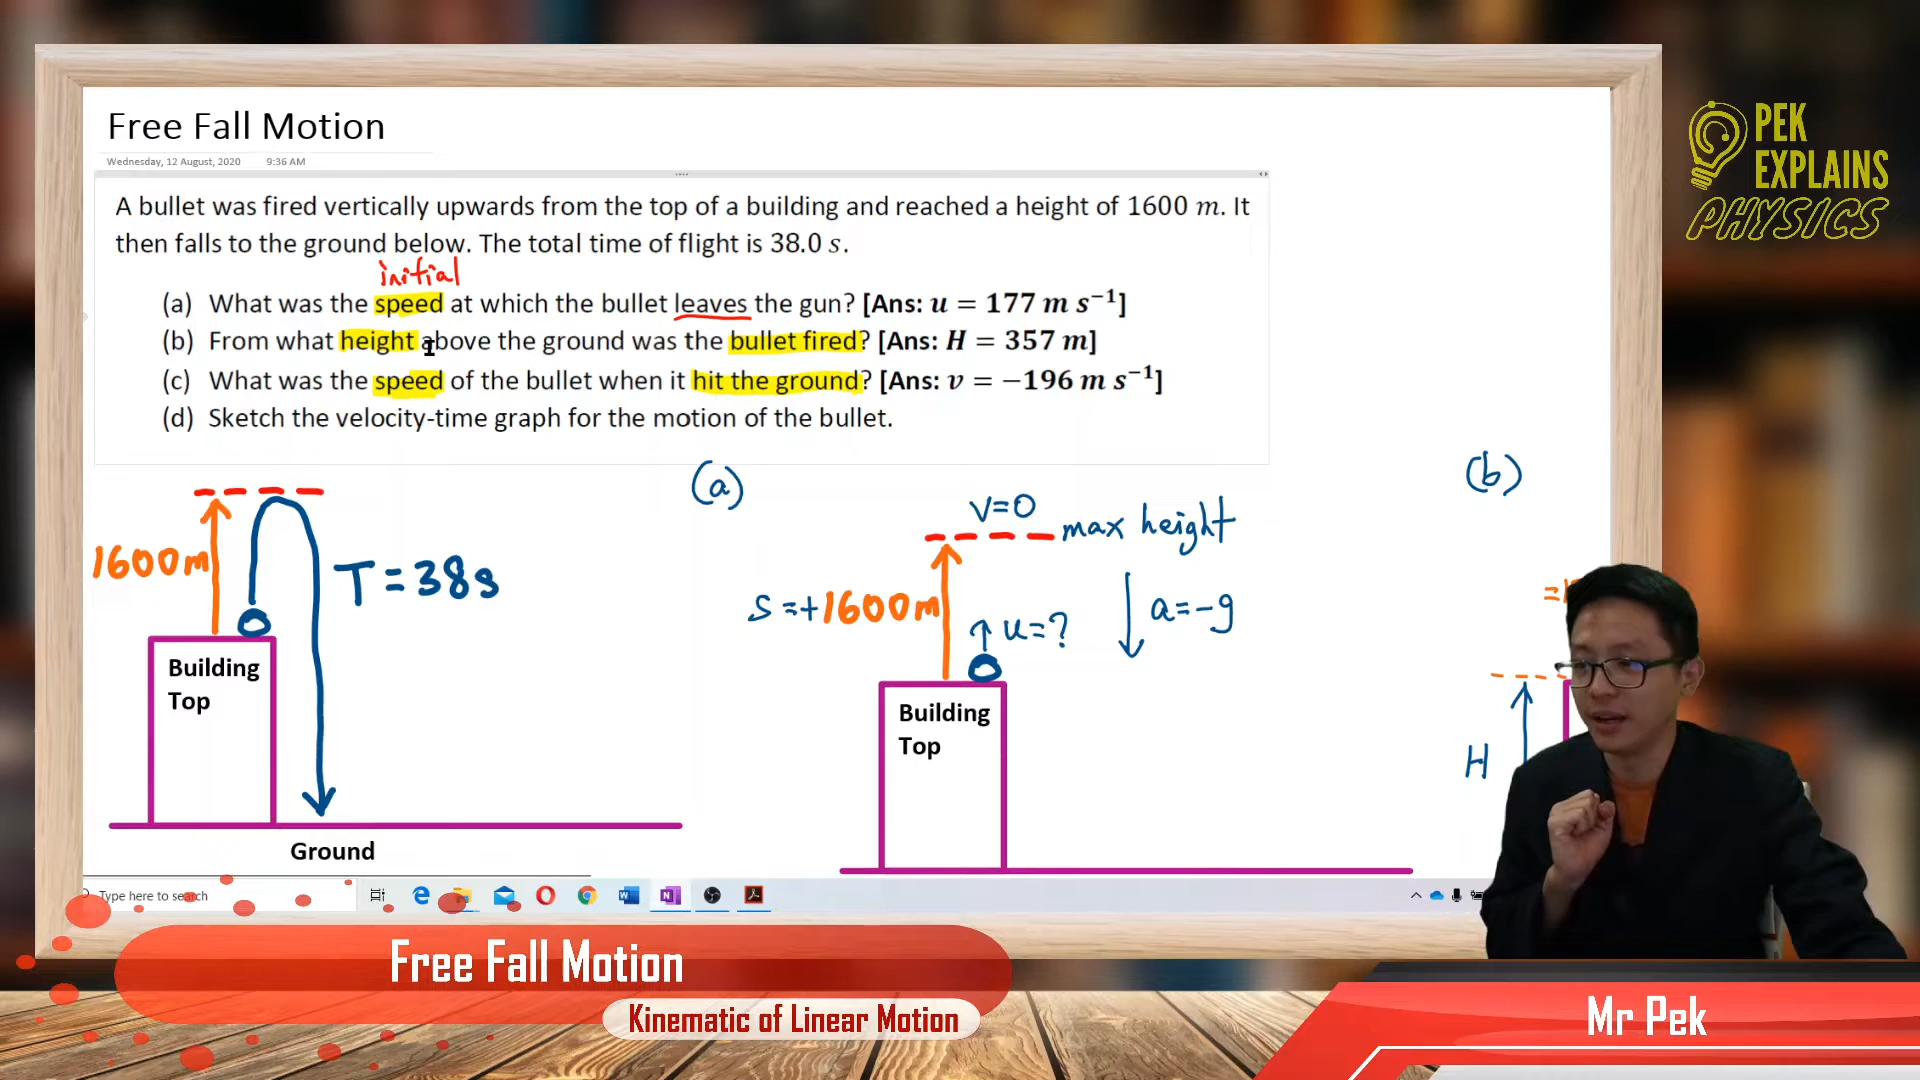 Free Fall Motion
Wednesday, 12 August, 2020 9:36 AM
A bullet was fired vertically upwards from the top of a building and reached a height of 1600 m. It
then falls to the ground below. The total time of flight is 38.0 s.
initial
(a) What was the speed at which the bullet leaves the gun? [Ans: u = 177 m s⁻¹]
(b) From what height above the ground was the bullet fired? [Ans: H = 357 m]
(c) What was the speed of the bullet when it hit the ground? [Ans: v = −196 m s⁻¹]
(d) Sketch the velocity-time graph for the motion of the bullet.
1600m
T = 38s
Building
Top
Ground
(a)
v=0
max height
s=+1600m
u=?
a=-g
Building
Top
(b)
H
Type here to search
PEK
EXPLAINS
PHYSICS
Free Fall Motion
Kinematic of Linear Motion
Mr Pek